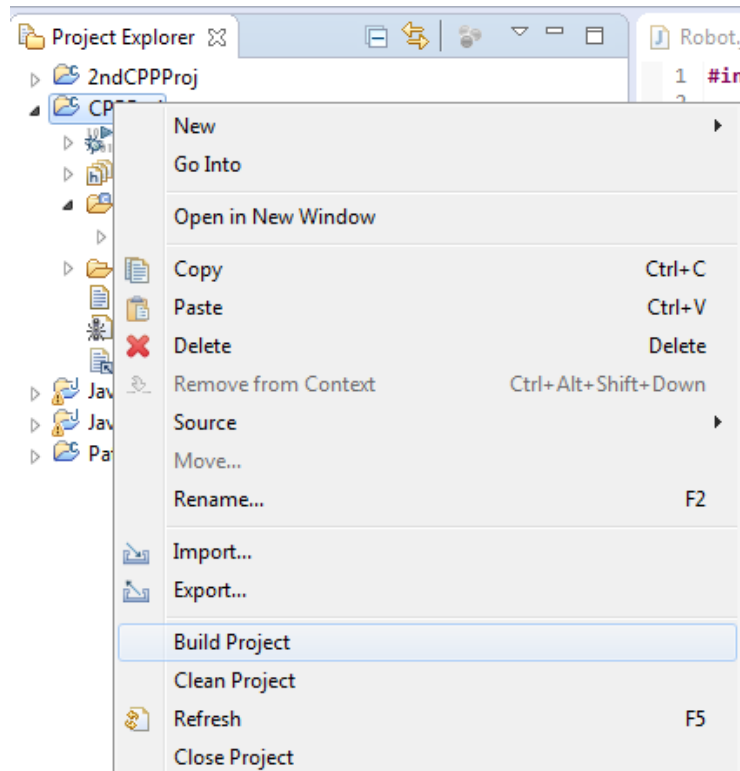 Project Explorer
Robot.
2ndCPPProj
1 #in
2
New
Go Into
Open in New Window
Copy Ctrl+C
Paste Ctrl+V
Delete Delete
Remove from Context Ctrl+Alt+Shift+Down
Jav
Source
Jav
Move...
Pa
Rename... F2
Import...
Export...
Build Project
Clean Project
Refresh F5
Close Project